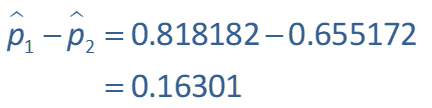 p̂₁ − p̂₂ = 0.818182 − 0.655172
= 0.16301